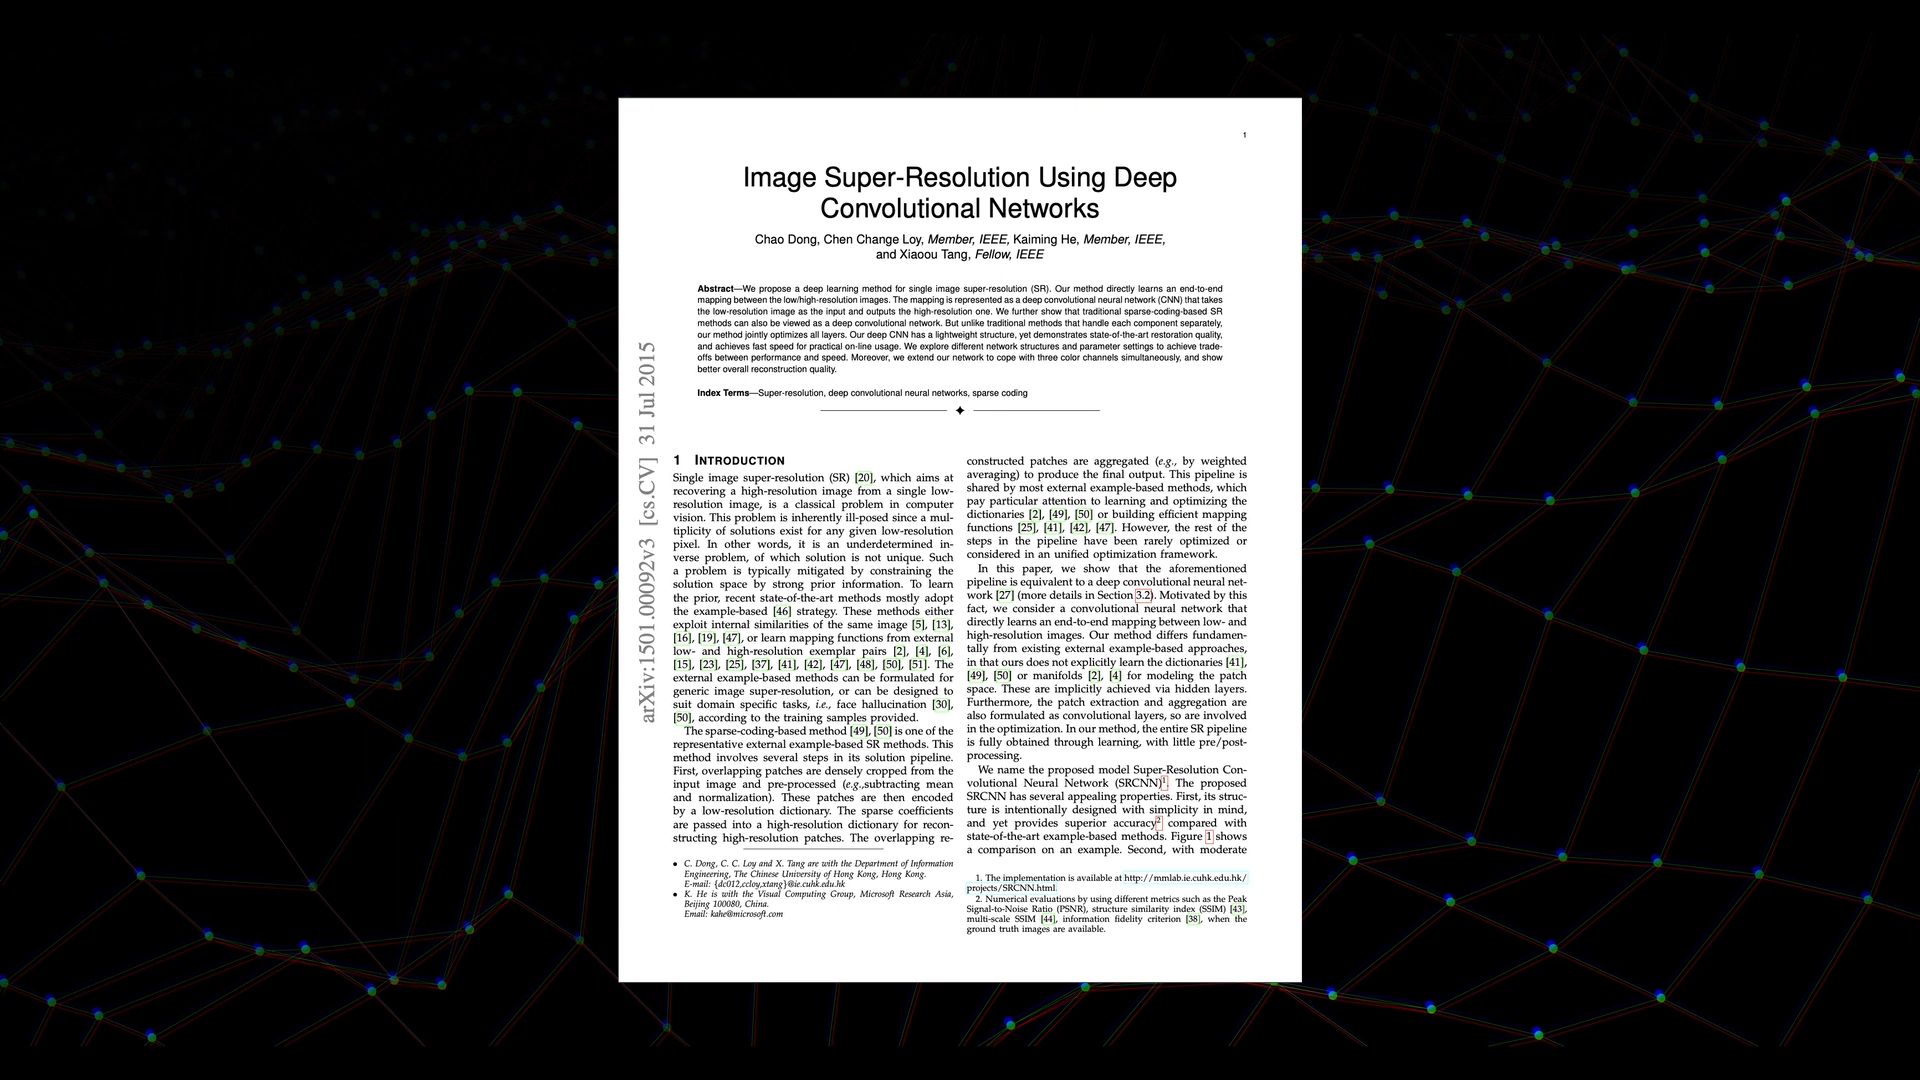 1
Image Super-Resolution Using Deep
Convolutional Networks
Chao Dong, Chen Change Loy, Member, IEEE, Kaiming He, Member, IEEE,
and Xiaoou Tang, Fellow, IEEE
Abstract—We propose a deep learning method for single image super-resolution (SR). Our method directly learns an end-to-end
mapping between the low/high-resolution images. The mapping is represented as a deep convolutional neural network (CNN) that takes
the low-resolution image as the input and outputs the high-resolution one. We further show that traditional sparse-coding-based SR
methods can also be viewed as a deep convolutional network. But unlike traditional methods that handle each component separately,
our method jointly optimizes all layers. Our deep CNN has a lightweight structure, yet demonstrates state-of-the-art restoration quality,
and achieves fast speed for practical on-line usage. We explore different network structures and parameter settings to achieve trade-
offs between performance and speed. Moreover, we extend our network to cope with three color channels simultaneously, and show
better overall reconstruction quality.
Index Terms—Super-resolution, deep convolutional neural networks, sparse coding
arXiv:1501.00092v3 [cs.CV] 31 Jul 2015
1 INTRODUCTION
Single image super-resolution (SR) [20], which aims at
recovering a high-resolution image from a single low-
resolution image, is a classical problem in computer
vision. This problem is inherently ill-posed since a mul-
tiplicity of solutions exist for any given low-resolution
pixel. In other words, it is an underdetermined in-
verse problem, of which solution is not unique. Such
a problem is typically mitigated by constraining the
solution space by strong prior information. To learn
the prior, recent state-of-the-art methods mostly adopt
the example-based [46] strategy. These methods either
exploit internal similarities of the same image [5], [13],
[16], [19], [47], or learn mapping functions from external
low- and high-resolution exemplar pairs [2], [4], [6],
[15], [23], [25], [37], [41], [42], [47], [48], [50], [51]. The
external example-based methods can be formulated for
generic image super-resolution, or can be designed to
suit domain specific tasks, i.e., face hallucination [30],
[50], according to the training samples provided.
The sparse-coding-based method [49], [50] is one of the
representative external example-based SR methods. This
method involves several steps in its solution pipeline.
First, overlapping patches are densely cropped from the
input image and pre-processed (e.g.,subtracting mean
and normalization). These patches are then encoded
by a low-resolution dictionary. The sparse coefficients
are passed into a high-resolution dictionary for recon-
structing high-resolution patches. The overlapping re-
• C. Dong, C. C. Loy and X. Tang are with the Department of Information
Engineering, The Chinese University of Hong Kong, Hong Kong.
E-mail: {dc012,ccloy,xtang}@ie.cuhk.edu.hk
• K. He is with the Visual Computing Group, Microsoft Research Asia,
Beijing 100080, China.
Email: kahe@microsoft.com
constructed patches are aggregated (e.g., by weighted
averaging) to produce the final output. This pipeline is
shared by most external example-based methods, which
pay particular attention to learning and optimizing the
dictionaries [2], [49], [50] or building efficient mapping
functions [25], [41], [42], [47]. However, the rest of the
steps in the pipeline have been rarely optimized or
considered in an unified optimization framework.
In this paper, we show that the aforementioned
pipeline is equivalent to a deep convolutional neural net-
work [27] (more details in Section 3.2). Motivated by this
fact, we consider a convolutional neural network that
directly learns an end-to-end mapping between low- and
high-resolution images. Our method differs fundamen-
tally from existing external example-based approaches,
in that ours does not explicitly learn the dictionaries [41],
[49], [50] or manifolds [2], [4] for modeling the patch
space. These are implicitly achieved via hidden layers.
Furthermore, the patch extraction and aggregation are
also formulated as convolutional layers, so are involved
in the optimization. In our method, the entire SR pipeline
is fully obtained through learning, with little pre/post-
processing.
We name the proposed model Super-Resolution Con-
volutional Neural Network (SRCNN)1. The proposed
SRCNN has several appealing properties. First, its struc-
ture is intentionally designed with simplicity in mind,
and yet provides superior accuracy2 compared with
state-of-the-art example-based methods. Figure 1 shows
a comparison on an example. Second, with moderate
1. The implementation is available at http://mmlab.ie.cuhk.edu.hk/
projects/SRCNN.html.
2. Numerical evaluations by using different metrics such as the Peak
Signal-to-Noise Ratio (PSNR), structure similarity index (SSIM) [43],
multi-scale SSIM [44], information fidelity criterion [38], when the
ground truth images are available.